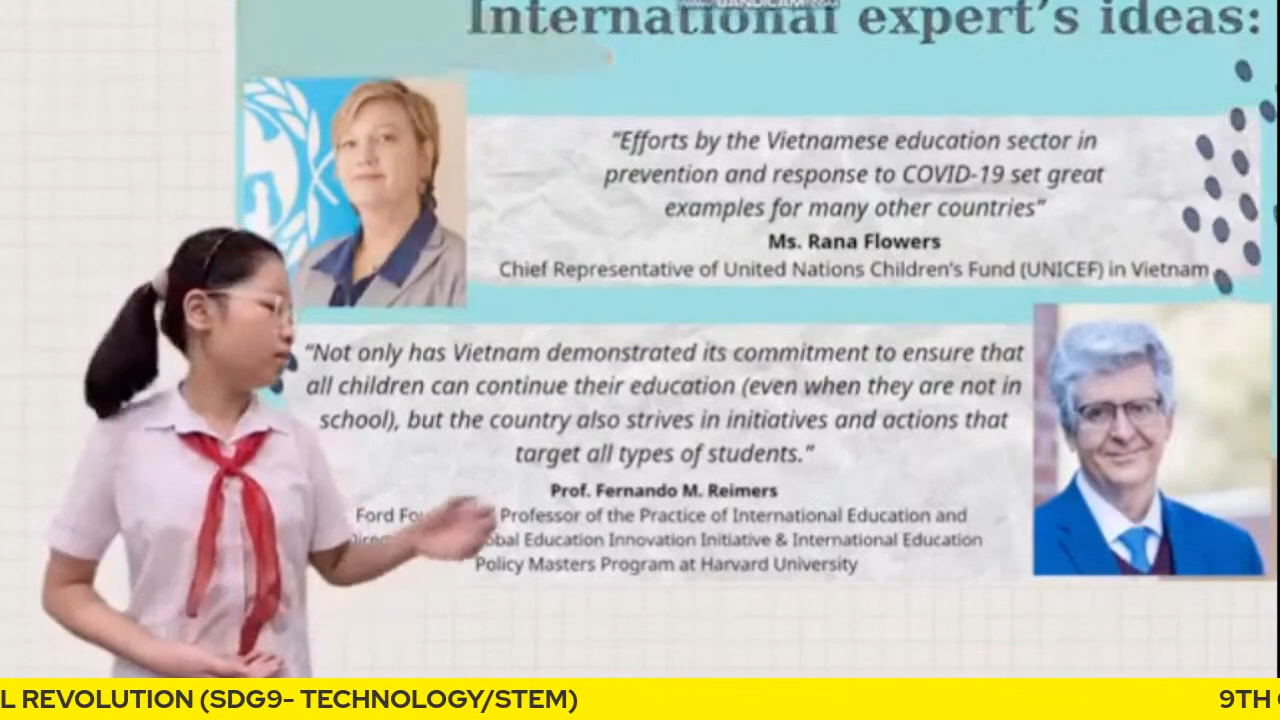 International expert's ideas:
"Efforts by the Vietnamese education sector in
prevention and response to COVID-19 set great
examples for many other countries"
Ms. Rana Flowers
Chief Representative of United Nations Children's Fund (UNICEF) in Vietnam
"Not only has Vietnam demonstrated its commitment to ensure that
all children can continue their education (even when they are not in
school), but the country also strives in initiatives and actions that
target all types of students."
Prof. Fernando M. Reimers
Ford Professor of the Practice of International Education and
Education Innovation Initiative & International Education
Policy Masters Program at Harvard University
L REVOLUTION (SDG9- TECHNOLOGY/STEM)
9TH